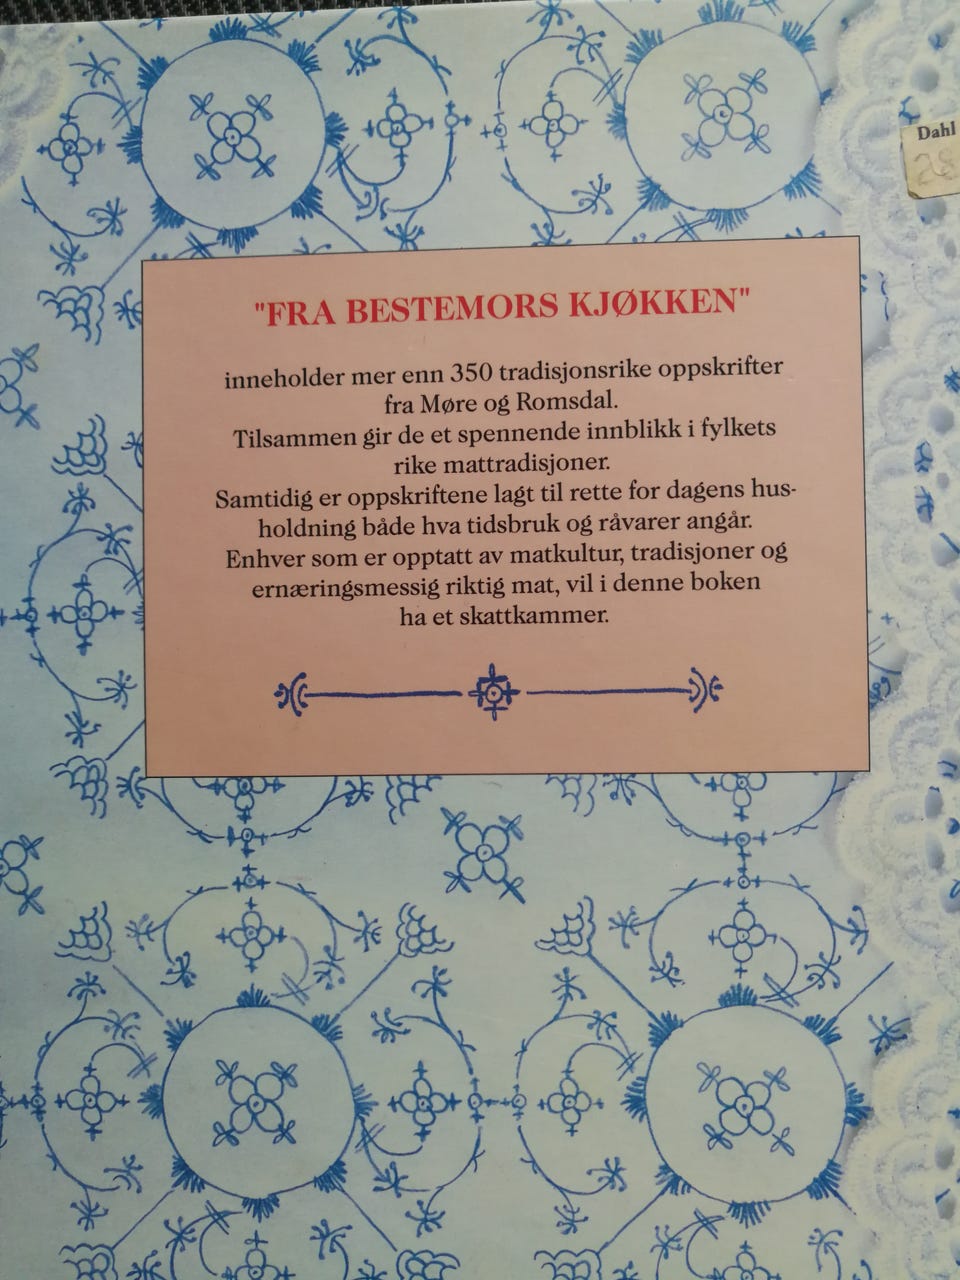 Dahl
28
"FRA BESTEMORS KJØKKEN"
inneholder mer enn 350 tradisjonsrike oppskrifter
fra Møre og Romsdal.
Tilsammen gir de et spennende innblikk i fylkets
rike mattradisjoner.
Samtidig er oppskriftene lagt til rette for dagens hus-
holdning både hva tidsbruk og råvarer angår.
Enhver som er opptatt av matkultur, tradisjoner og
ernæringsmessig riktig mat, vil i denne boken
ha et skattkammer.